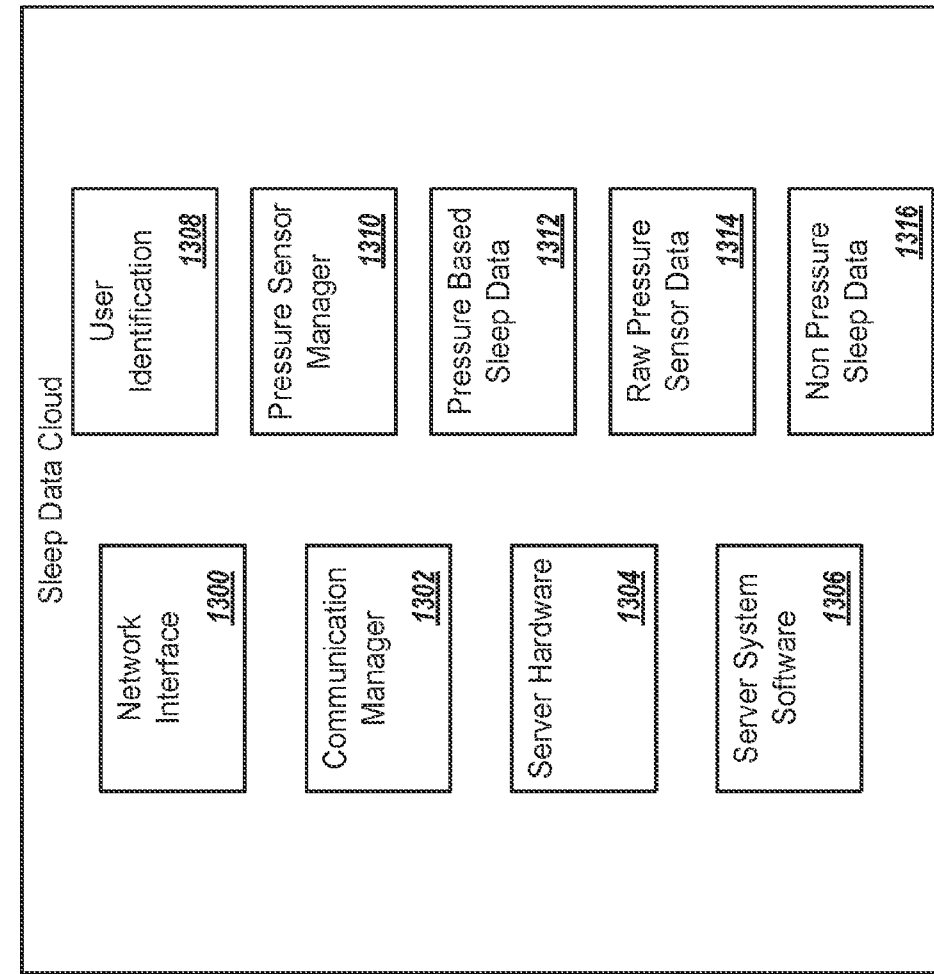 Sleep Data Cloud
Network
Interface
1300
Communication
Manager
1302
Server Hardware
1304
Server System
Software
1306
User
Identification
1308
Pressure Sensor
Manager
1310
Pressure Based
Sleep Data
1312
Raw Pressure
Sensor Data
1314
Non Pressure
Sleep Data
1316